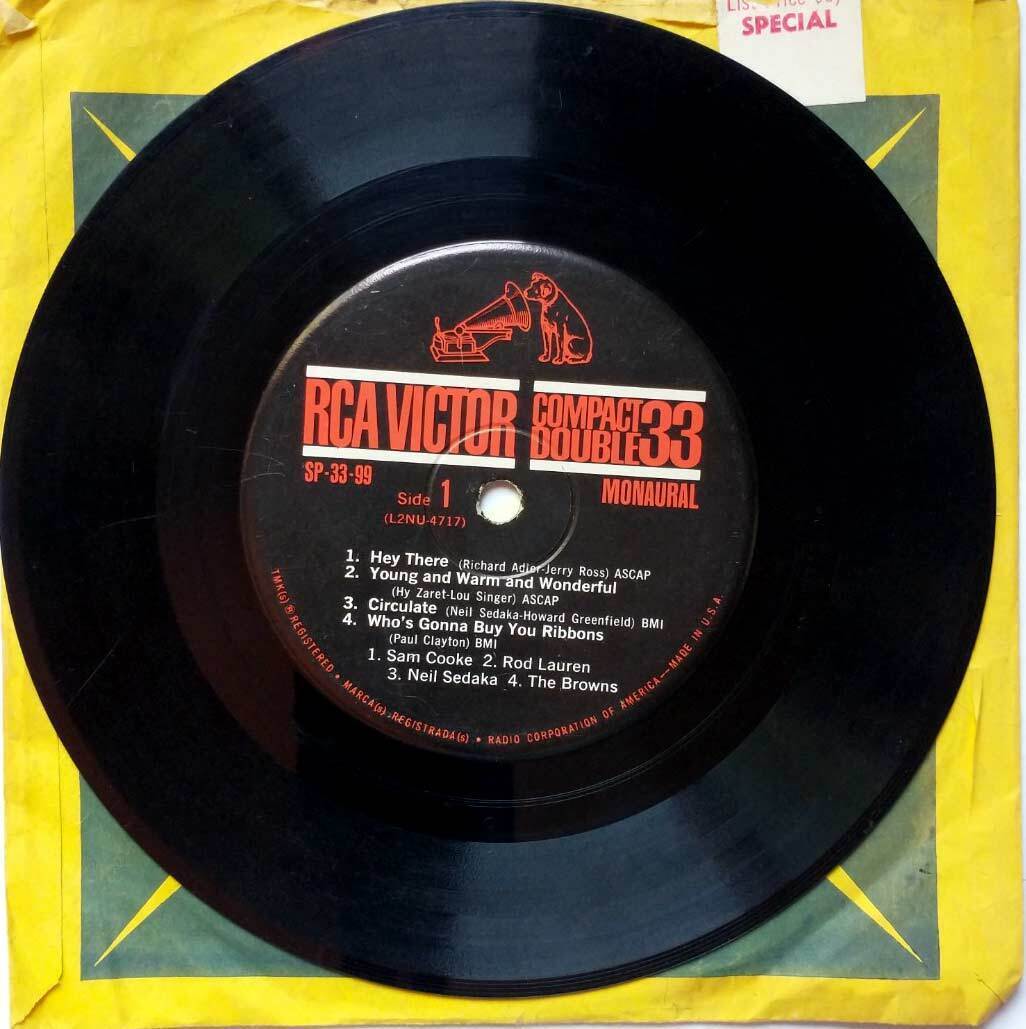 SPECIAL
RCA VICTOR
COMPACT
DOUBLE 33
SP-33-99
MONAURAL
Side 1
(L2NU-4717)
1. Hey There (Richard Adler-Jerry Ross) ASCAP
2. Young and Warm and Wonderful
(Hy Zaret-Lou Singer) ASCAP
3. Circulate (Neil Sedaka-Howard Greenfield) BMI
4. Who's Gonna Buy You Ribbons
(Paul Clayton) BMI
1. Sam Cooke 2. Rod Lauren
3. Neil Sedaka 4. The Browns
TMK(s) ® REGISTERED • MARCA(s) REGISTRADA(s) • RADIO CORPORATION OF AMERICA—MADE IN U.S.A.